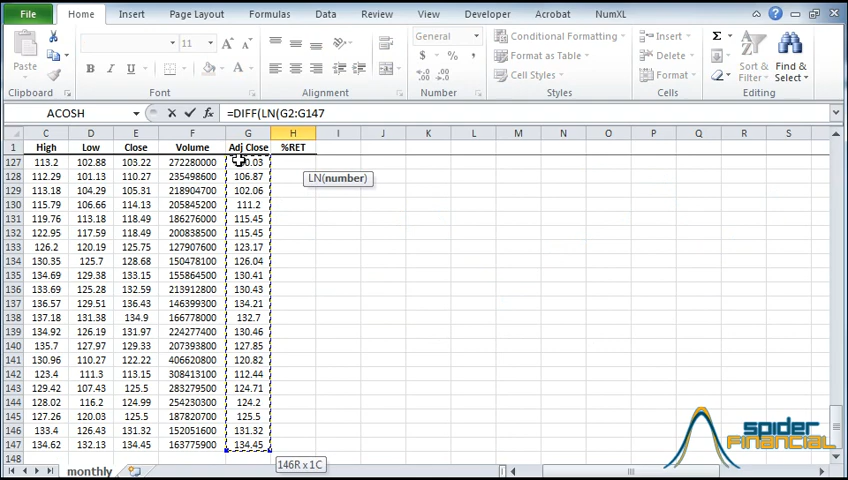 File Home Insert Page Layout Formulas Data Review View Developer Acrobat NumXL
Paste
11 A A
General
Conditional Formatting
Insert
Σ
B I U
A
$ % ,
Format as Table
Delete
Sort & Filter
Find & Select
Cell Styles
Format
Clipboard Font Alignment Number Styles Cells Editing
ACOSH fx =DIFF(LN(G2:G147
C D E F G H I J K L M N O P Q R S
1 High Low Close Volume Adj Close %RET
127 113.2 102.88 103.22 272280000 0.03
128 112.29 101.13 110.27 235498600 106.87
129 113.18 104.29 105.31 218904700 102.06
130 115.79 106.66 114.13 205845200 111.2
131 119.76 113.18 118.49 186276000 115.45
132 122.95 117.59 118.49 200838500 115.45
133 126.2 120.19 125.75 127907600 123.17
134 130.35 125.7 128.68 150478100 126.04
135 134.69 129.38 133.15 155864500 130.41
136 133.69 125.28 132.59 213912800 130.43
137 136.57 129.51 136.43 146399300 134.21
138 137.18 131.38 134.9 166778000 132.7
139 134.92 126.19 131.97 224277400 130.46
140 135.7 127.97 129.33 207393800 127.85
141 130.96 110.27 122.22 406620800 120.82
142 123.4 111.3 113.15 308413100 112.44
143 129.42 107.43 125.5 283279500 124.71
144 128.02 116.2 124.99 254230300 124.2
145 127.26 120.03 125.5 187820700 125.5
146 133.4 126.43 131.32 152051600 131.32
147 134.62 132.13 134.45 163775900 134.45
148
LN(number)
146R x 1C
monthly
spider
FINANCIAL